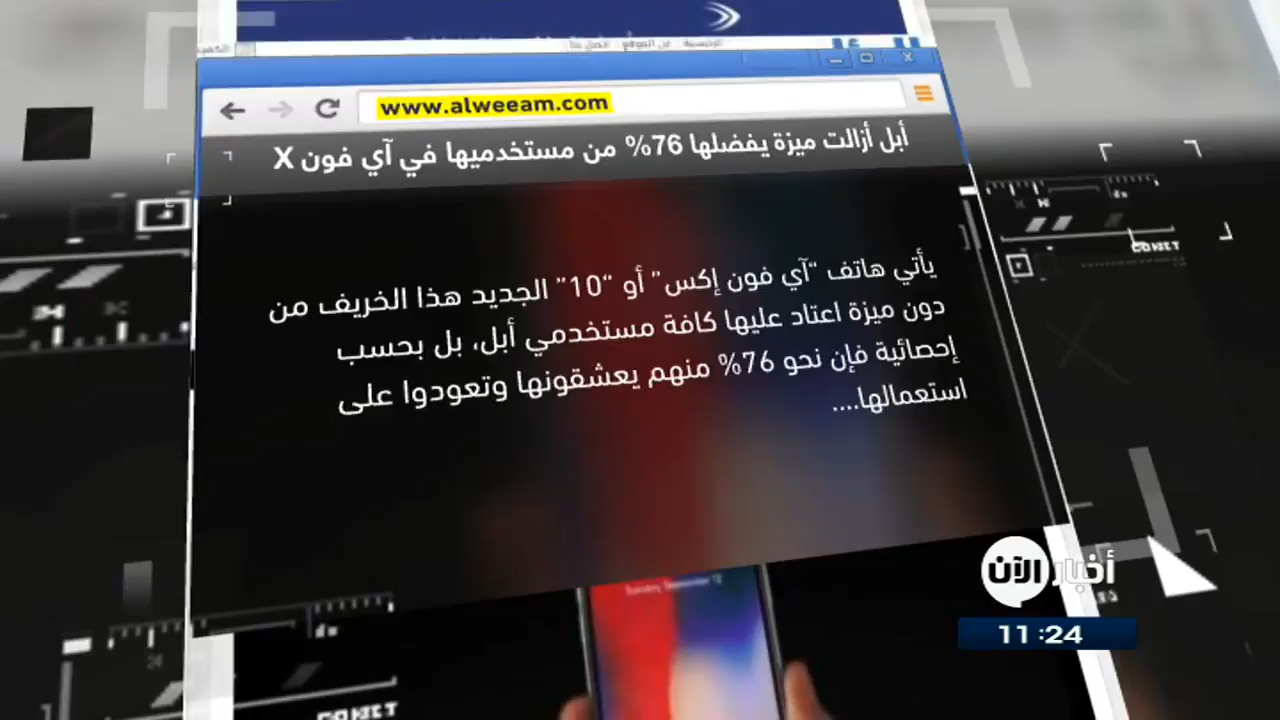 www.alweeam.com
أبل أزالت ميزة يفضلها 76% من مستخدميها في آي فون X
يأتي هاتف “آي فون إكس” أو “10” الجديد هذا الخريف من
دون ميزة اعتاد عليها كافة مستخدمي أبل، بل بحسب
إحصائية فإن نحو 76% منهم يعشقونها وتعودوا على
استعمالها....
COMET
أخبار الآن
11:24
COMET